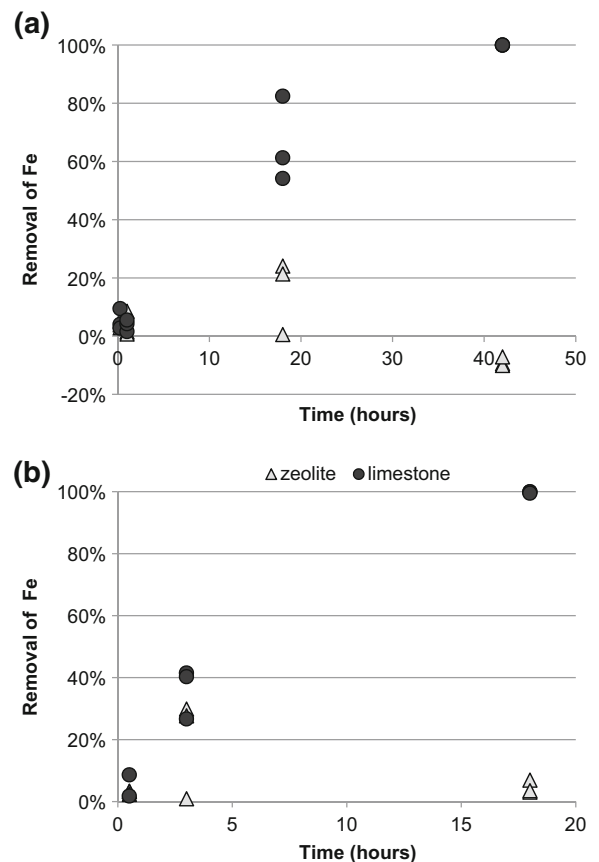 (a)
100%
80%
60%
40%
20%
0%
-20%
Removal of Fe
0 10 20 30 40 50
Time (hours)
(b)
zeolite limestone
100%
80%
60%
40%
20%
0%
Removal of Fe
0 5 10 15 20
Time (hours)